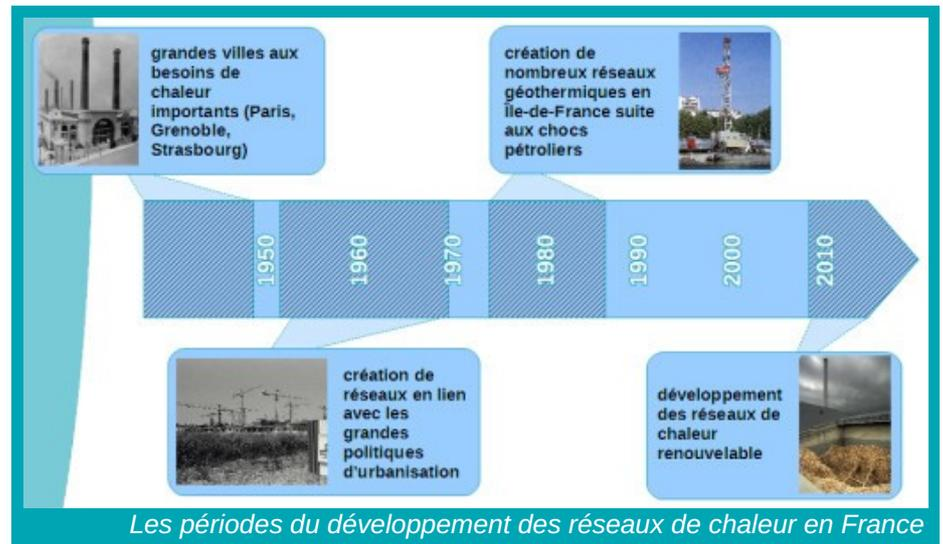 grandes villes aux
besoins de
chaleur
importants (Paris,
Grenoble,
Strasbourg)
création de
nombreux réseaux
géothermiques en
Île-de-France suite
aux chocs
pétroliers
1950
1960
1970
1980
1990
2000
2010
création de
réseaux en lien
avec les
grandes
politiques
d'urbanisation
développement
des réseaux de
chaleur
renouvelable
Les périodes du développement des réseaux de chaleur en France